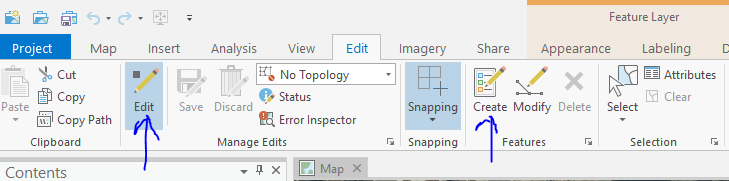 Feature Layer
Project Map Insert Analysis View Edit Imagery Share Appearance Labeling Data
Paste
Cut
Copy
Copy Path
Clipboard
Edit
Save
Discard
No Topology
Status
Error Inspector
Manage Edits
Snapping
Snapping
Create
Modify
Delete
Features
Select
Attributes
Clear
Selection
Contents
Map